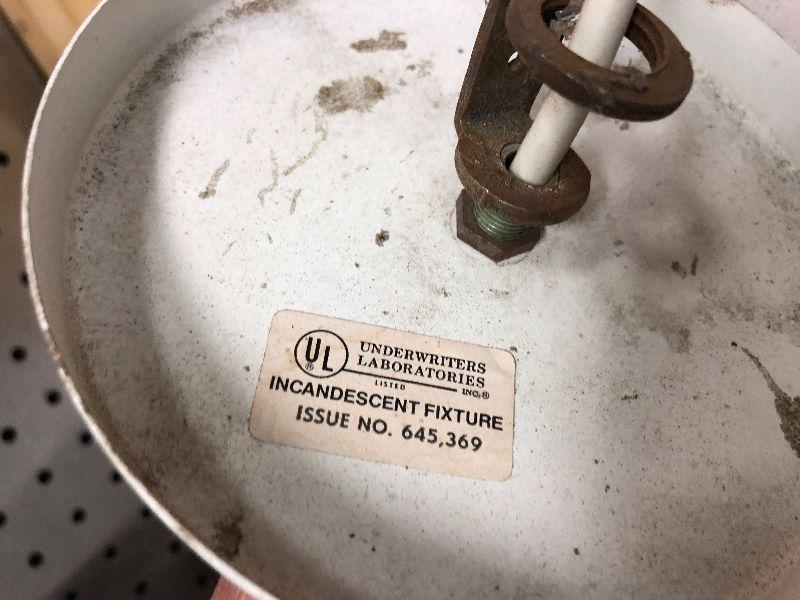 UL ®
UNDERWRITERS
LABORATORIES
LISTED INC.®
INCANDESCENT FIXTURE
ISSUE NO. 645,369